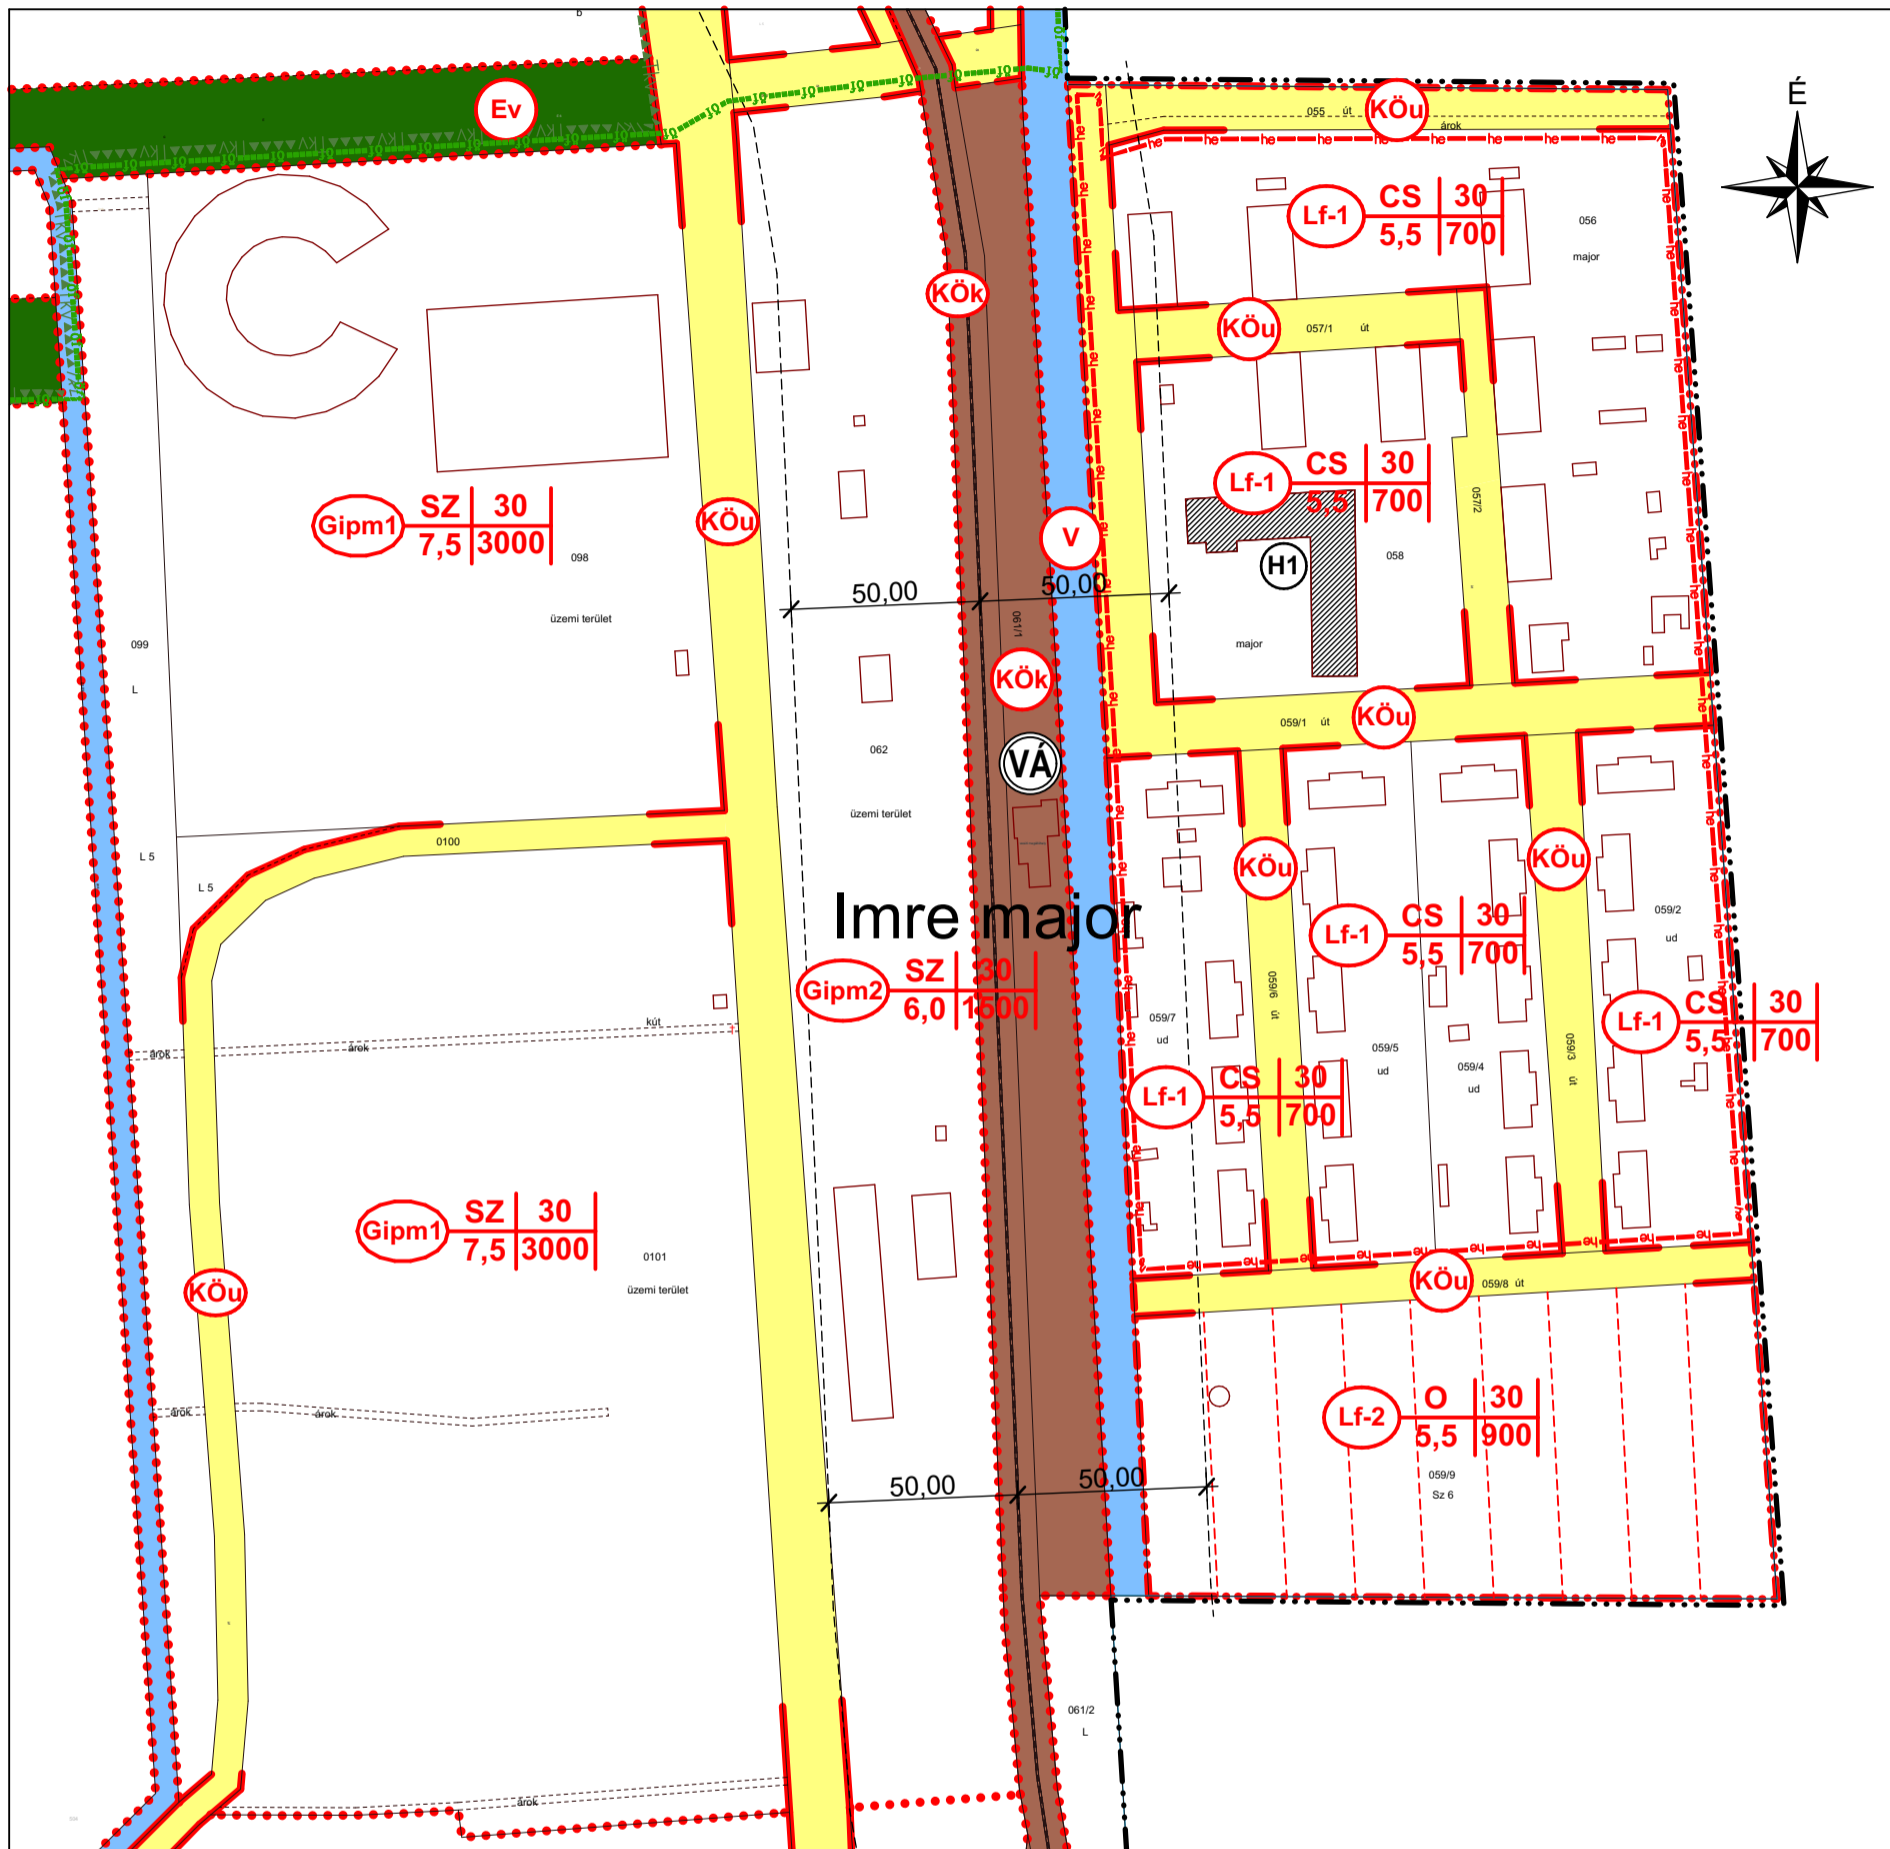 É
Ev
KÖu
055 út
árok
Lf-1 CS 30
5,5 700
056
major
KÖk
KÖu
057/1 út
Lf-1 CS 30
5,5 700
057/2
Gipm1 SZ 30
7,5 3000
098
üzemi terület
KÖu
V
H1
058
major
50,00 50,00
061/1
099
L
KÖk
KÖu
059/1 út
062
üzemi terület
VÁ
0100
L 5
L 5
KÖu
KÖu
Imre major
Lf-1 CS 30
5,5 700
059/2
ud
Gipm2 SZ 30
6,0 1500
059/6 út
059/7
ud
059/5
ud
059/4
ud
059/3 út
Lf-1 CS 30
5,5 700
Lf-1 CS 30
5,5 700
kút
árok
árok
Gipm1 SZ 30
7,5 3000
0101
üzemi terület
KÖu
KÖu
059/8 út
Lf-2 O 30
5,5 900
059/9
Sz 6
árok
árok
50,00 50,00
061/2
L
árok